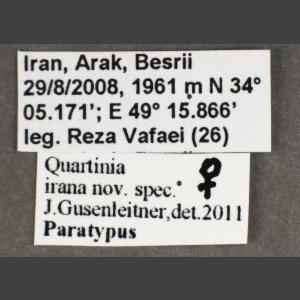 Iran, Arak, Besrii
29/8/2008, 1961 m N 34°
05.171'; E 49° 15.866'
leg. Reza Vafaei (26)
Quartinia
irana nov. spec. ♀
J.Gusenleitner,det.2011
Paratypus